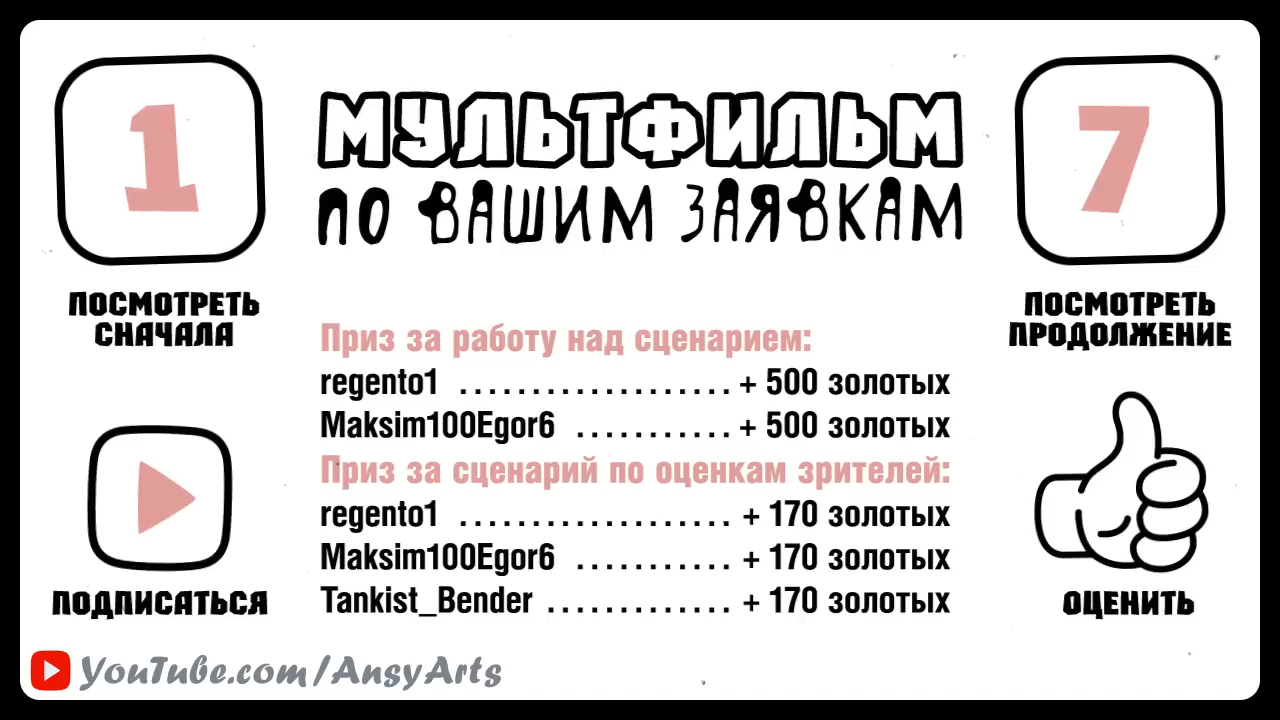 1
ПОСМОТРЕТЬ
СНАЧАЛА
ПОДПИСАТЬСЯ
МУЛЬТФИЛЬМ
ПО ВАШИМ ЗАЯВКАМ
Приз за работу над сценарием:
regento1 ................... + 500 золотых
Maksim100Egor6 ........... + 500 золотых
Приз за сценарий по оценкам зрителей:
regento1 ................... + 170 золотых
Maksim100Egor6 ........... + 170 золотых
Tankist_Bender ............. + 170 золотых
7
ПОСМОТРЕТЬ
ПРОДОЛЖЕНИЕ
ОЦЕНИТЬ
YouTube.com/AnsyArts